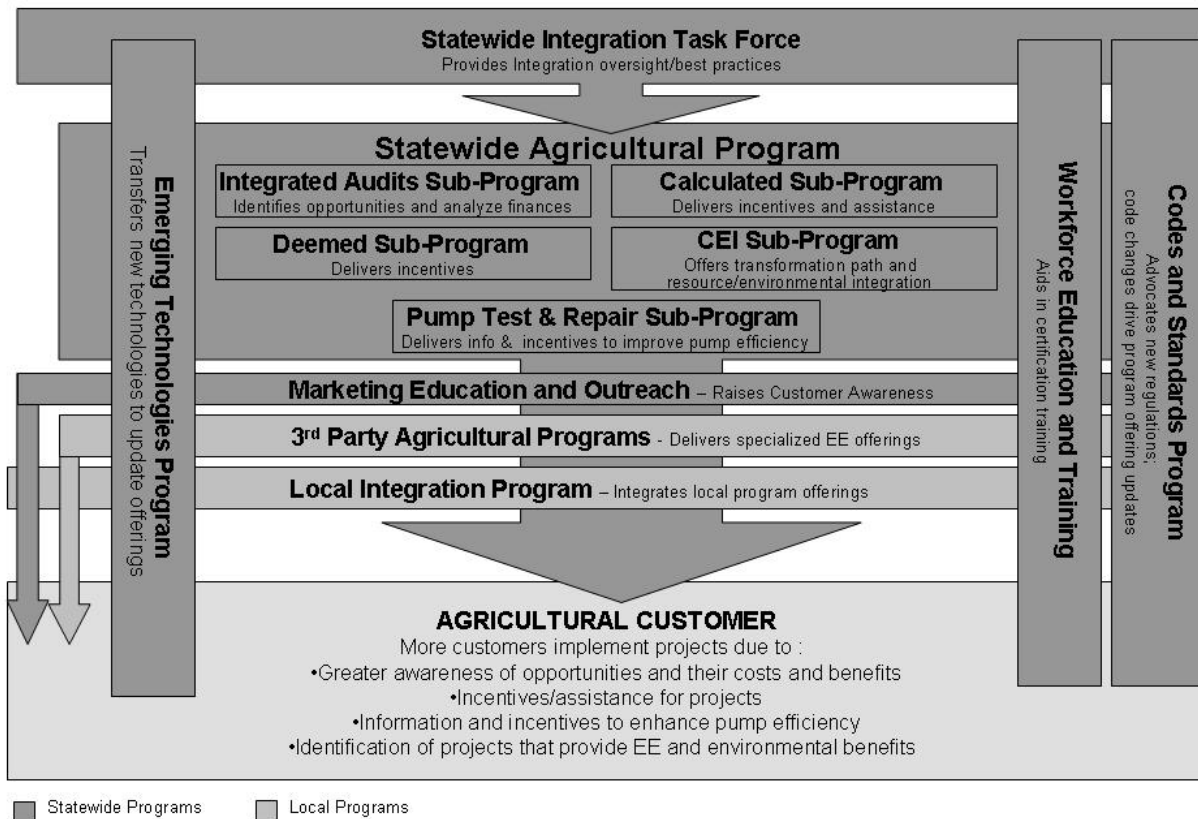 Statewide Integration Task Force
Provides Integration oversight/best practices
Statewide Agricultural Program
Integrated Audits Sub-Program
Identifies opportunities and analyze finances
Calculated Sub-Program
Delivers incentives and assistance
Deemed Sub-Program
Delivers incentives
CEI Sub-Program
Offers transformation path and
resource/environmental integration
Pump Test & Repair Sub-Program
Delivers info & incentives to improve pump efficiency
Marketing Education and Outreach – Raises Customer Awareness
3rd Party Agricultural Programs - Delivers specialized EE offerings
Local Integration Program – Integrates local program offerings
Emerging Technologies Program
Transfers new technologies to update offerings
Workforce Education and Training
Aids in certification training
Codes and Standards Program
Advocates new regulations;
code changes drive program offering updates
AGRICULTURAL CUSTOMER
More customers implement projects due to :
•Greater awareness of opportunities and their costs and benefits
•Incentives/assistance for projects
•Information and incentives to enhance pump efficiency
•Identification of projects that provide EE and environmental benefits
Statewide Programs
Local Programs